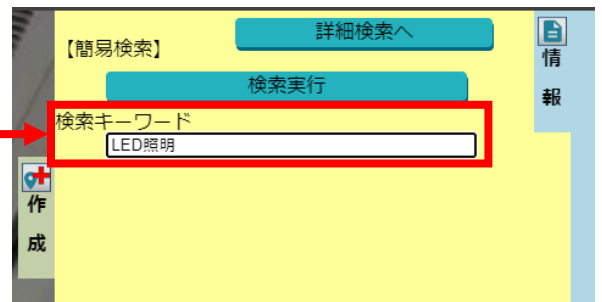 詳細検索へ
【簡易検索】
検索実行
検索キーワード
LED照明
情報
作成